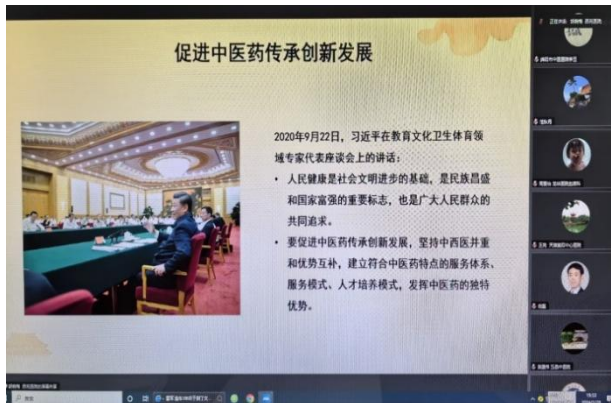 促进中医药传承创新发展
2020年9月22日，习近平在教育文化卫生体育领
域专家代表座谈会上的讲话：
• 人民健康是社会文明进步的基础，是民族昌盛
和国家富强的重要标志，也是广大人民群众的
共同追求。
• 要促进中医药传承创新发展，坚持中西医并重
和优势互补，建立符合中医药特点的服务体系、
服务模式、人才培养模式，发挥中医药的独特
优势。